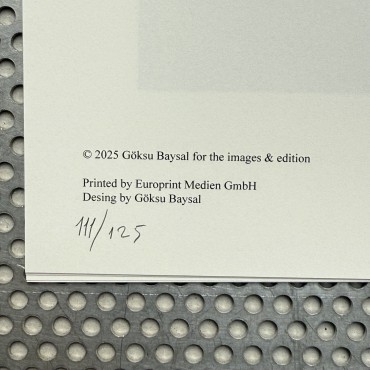 © 2025 Göksu Baysal for the images & edition
Printed by Europrint Medien GmbH
Desing by Göksu Baysal
111/125